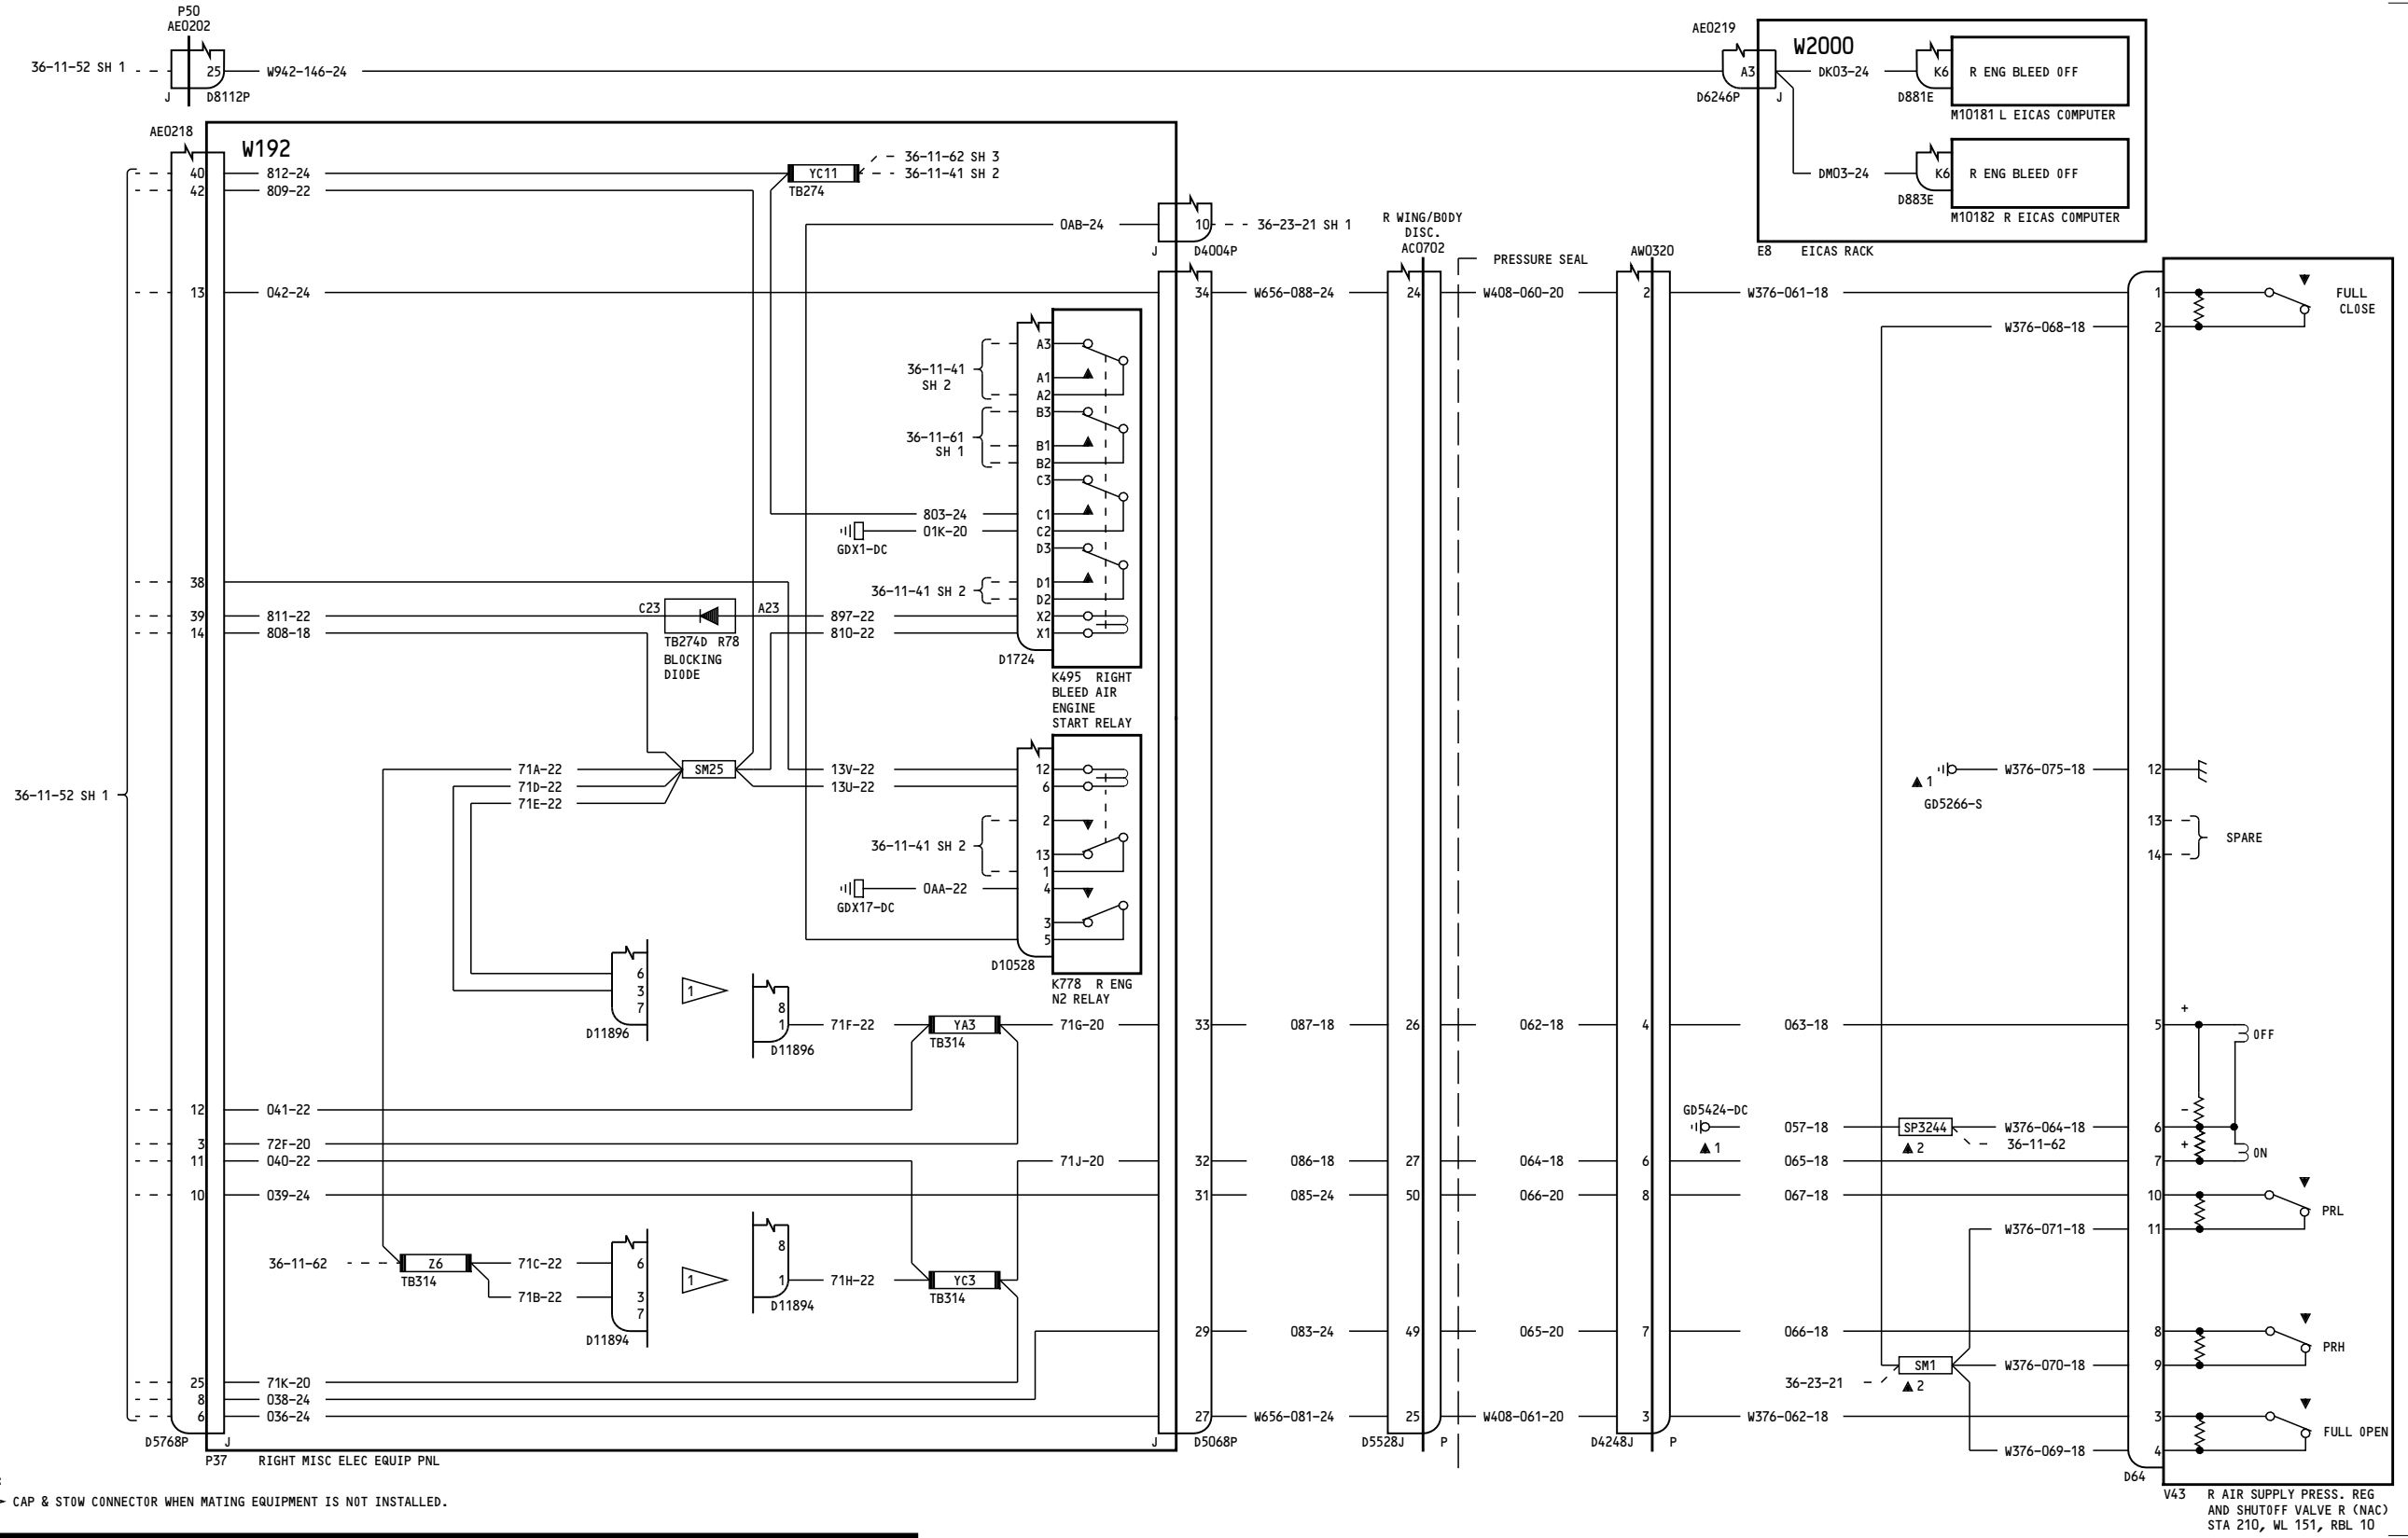 P50
AE0202
36-11-52 SH 1
25
W942-146-24
J
D8112P
AE0219
W2000
A3
D6246P
J
DK03-24
K6
R ENG BLEED OFF
D881E
M10181 L EICAS COMPUTER
DM03-24
K6
R ENG BLEED OFF
D883E
M10182 R EICAS COMPUTER
E8 EICAS RACK
AE0218
W192
40
812-24
42
809-22
YC11
TB274
36-11-62 SH 3
36-11-41 SH 2
0AB-24
10
36-23-21 SH 1
J
D4004P
R WING/BODY
DISC.
AC0702
PRESSURE SEAL
AW0320
13
042-24
34
W656-088-24
24
W408-060-20
2
W376-061-18
1
FULL
CLOSE
W376-068-18
2
36-11-41
SH 2
A3
A1
A2
36-11-61
SH 1
B3
B1
B2
C3
803-24
C1
01K-20
C2
GDX1-DC
D3
36-11-41 SH 2
D1
D2
38
39
811-22
C23
A23
897-22
X2
14
808-18
TB274D R78
BLOCKING
DIODE
810-22
X1
D1724
K495 RIGHT
BLEED AIR
ENGINE
START RELAY
36-11-52 SH 1
71A-22
71D-22
71E-22
SM25
13V-22
12
13U-22
6
36-11-41 SH 2
2
13
1
0AA-22
4
GDX17-DC
3
5
D10528
K778 R ENG
N2 RELAY
W376-075-18
12
1
GD5266-S
13
14
SPARE
6
3
7
D11896
1
8
1
D11896
71F-22
YA3
TB314
71G-20
33
087-18
26
062-18
4
063-18
5
+
OFF
12
041-22
3
72F-20
11
040-22
71J-20
32
086-18
27
064-18
6
065-18
7
GD5424-DC
1
057-18
SP3244
2
W376-064-18
36-11-62
6
-
+
ON
10
039-24
31
085-24
50
066-20
8
067-18
10
PRL
W376-071-18
11
36-11-62
Z6
TB314
71C-22
71B-22
6
3
7
D11894
1
8
1
D11894
71H-22
YC3
TB314
29
083-24
49
065-20
7
066-18
8
PRH
SM1
W376-070-18
9
36-23-21
2
25
71K-20
8
038-24
6
036-24
27
W656-081-24
25
W408-061-20
3
W376-062-18
3
FULL OPEN
W376-069-18
4
D5768P
J
J
D5068P
D5528J
P
D4248J
P
D64
P37 RIGHT MISC ELEC EQUIP PNL
V43 R AIR SUPPLY PRESS. REG
AND SHUTOFF VALVE R (NAC)
STA 210, WL 151, RBL 10
CAP & STOW CONNECTOR WHEN MATING EQUIPMENT IS NOT INSTALLED.